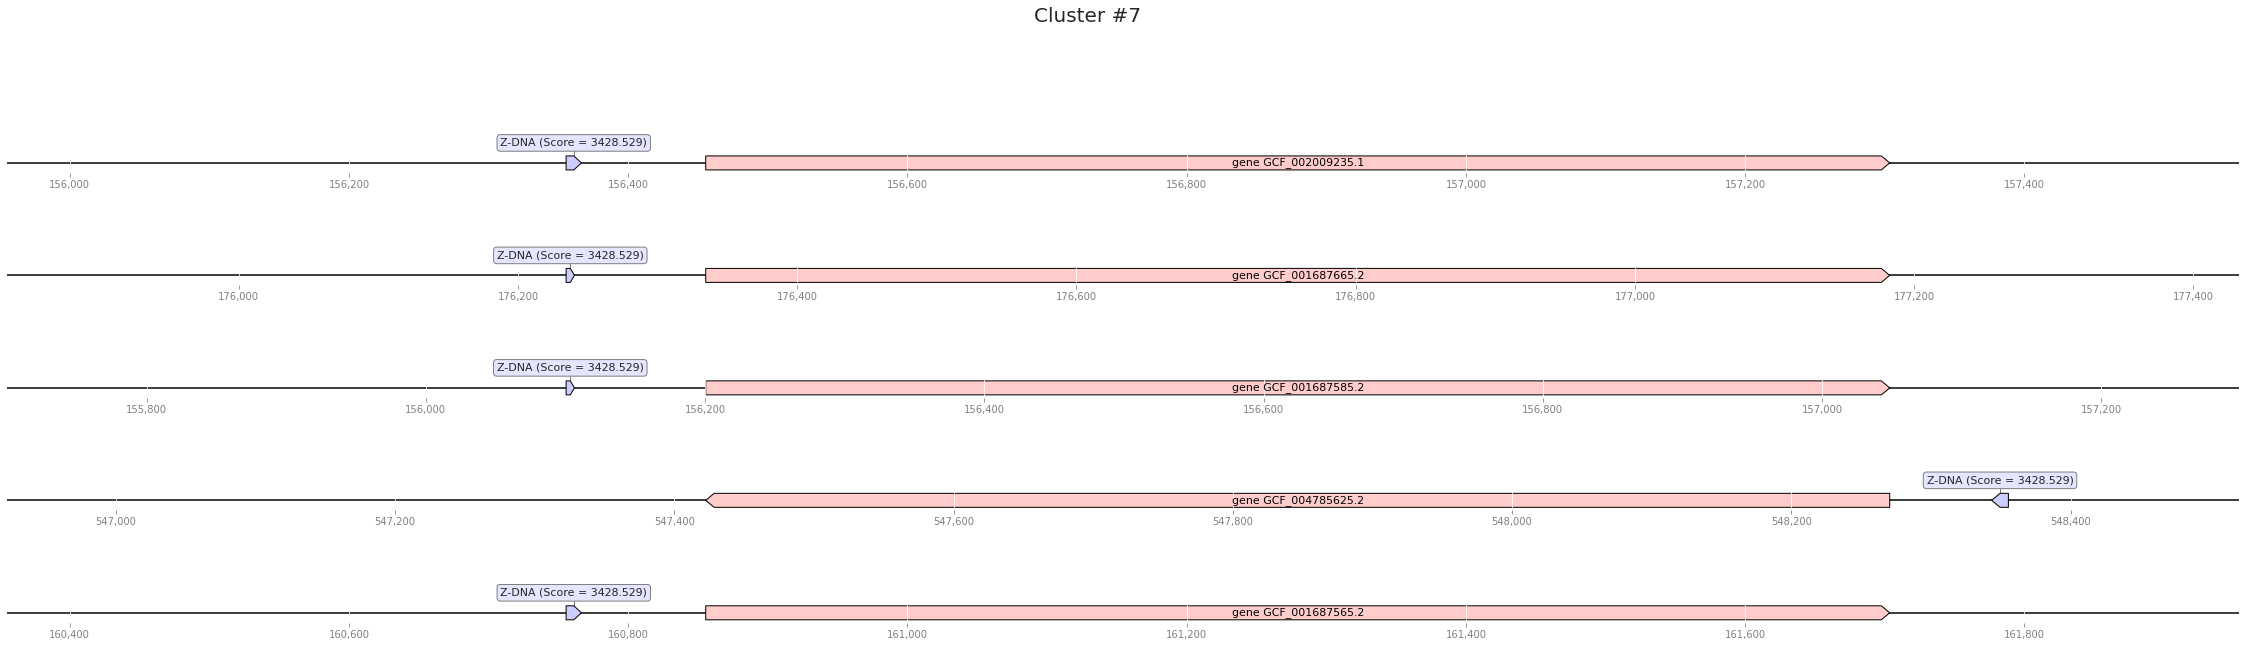 Cluster #7
Z-DNA (Score = 3428.529)
gene GCF_002009235.1
156,000 156,200 156,400 156,600 156,800 157,000 157,200 157,400
Z-DNA (Score = 3428.529)
gene GCF_001687665.2
176,000 176,200 176,400 176,600 176,800 177,000 177,200 177,400
Z-DNA (Score = 3428.529)
gene GCF_001687585.2
155,800 156,000 156,200 156,400 156,600 156,800 157,000 157,200
Z-DNA (Score = 3428.529)
gene GCF_004785625.2
547,000 547,200 547,400 547,600 547,800 548,000 548,200 548,400
Z-DNA (Score = 3428.529)
gene GCF_001687565.2
160,400 160,600 160,800 161,000 161,200 161,400 161,600 161,800